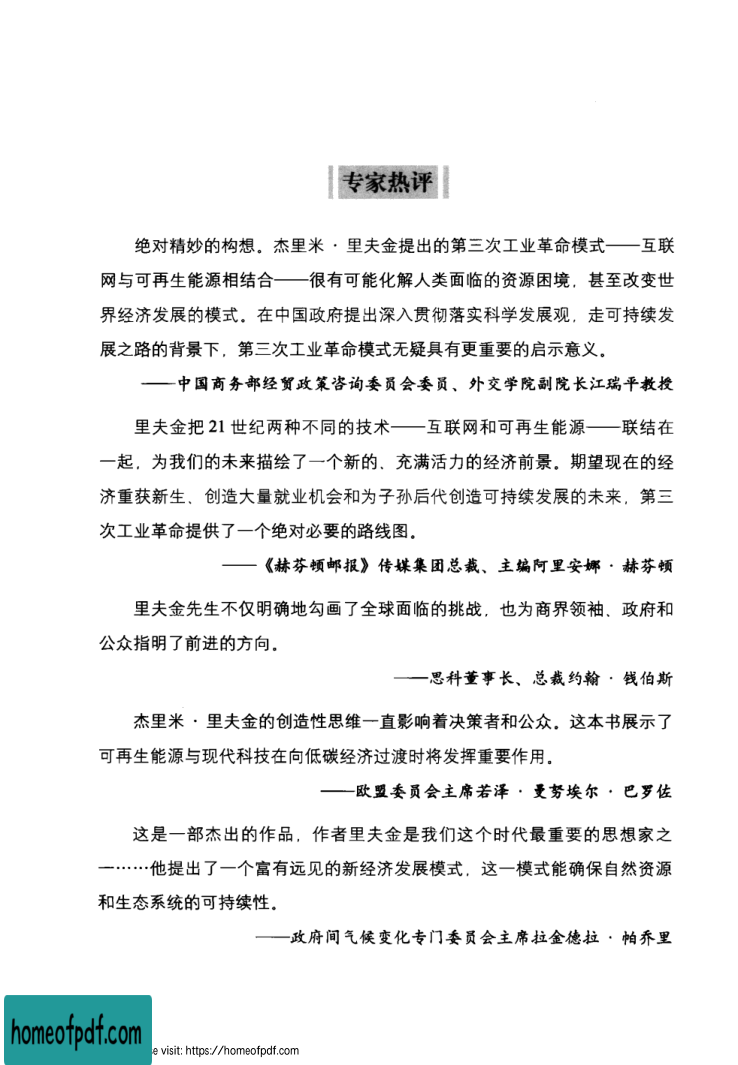 专家热评
绝对精妙的构想。杰里米·里夫金提出的第三次工业革命模式——互联
网与可再生能源相结合——很有可能化解人类面临的资源困境，甚至改变世
界经济发展的模式。在中国政府提出深入贯彻落实科学发展观，走可持续发
展之路的背景下，第三次工业革命模式无疑具有更重要的启示意义。
——中国商务部经贸政策咨询委员会委员、外交学院副院长江瑞平教授
里夫金把 21 世纪两种不同的技术——互联网和可再生能源——联结在
一起，为我们的未来描绘了一个新的、充满活力的经济前景。期望现在的经
济重获新生、创造大量就业机会和为子孙后代创造可持续发展的未来，第三
次工业革命提供了一个绝对必要的路线图。
——《赫芬顿邮报》传媒集团总裁、主编阿里安娜·赫芬顿
里夫金先生不仅明确地勾画了全球面临的挑战，也为商界领袖、政府和
公众指明了前进的方向。
——思科董事长、总裁约翰·钱伯斯
杰里米·里夫金的创造性思维一直影响着决策者和公众。这本书展示了
可再生能源与现代科技在向低碳经济过渡时将发挥重要作用。
——欧盟委员会主席若泽·曼努埃尔·巴罗佐
这是一部杰出的作品，作者里夫金是我们这个时代最重要的思想家之
一……他提出了一个富有远见的新经济发展模式，这一模式能确保自然资源
和生态系统的可持续性。
——政府间气候变化专门委员会主席拉金德拉·帕乔里
homeofpdf.com
se visit: https://homeofpdf.com